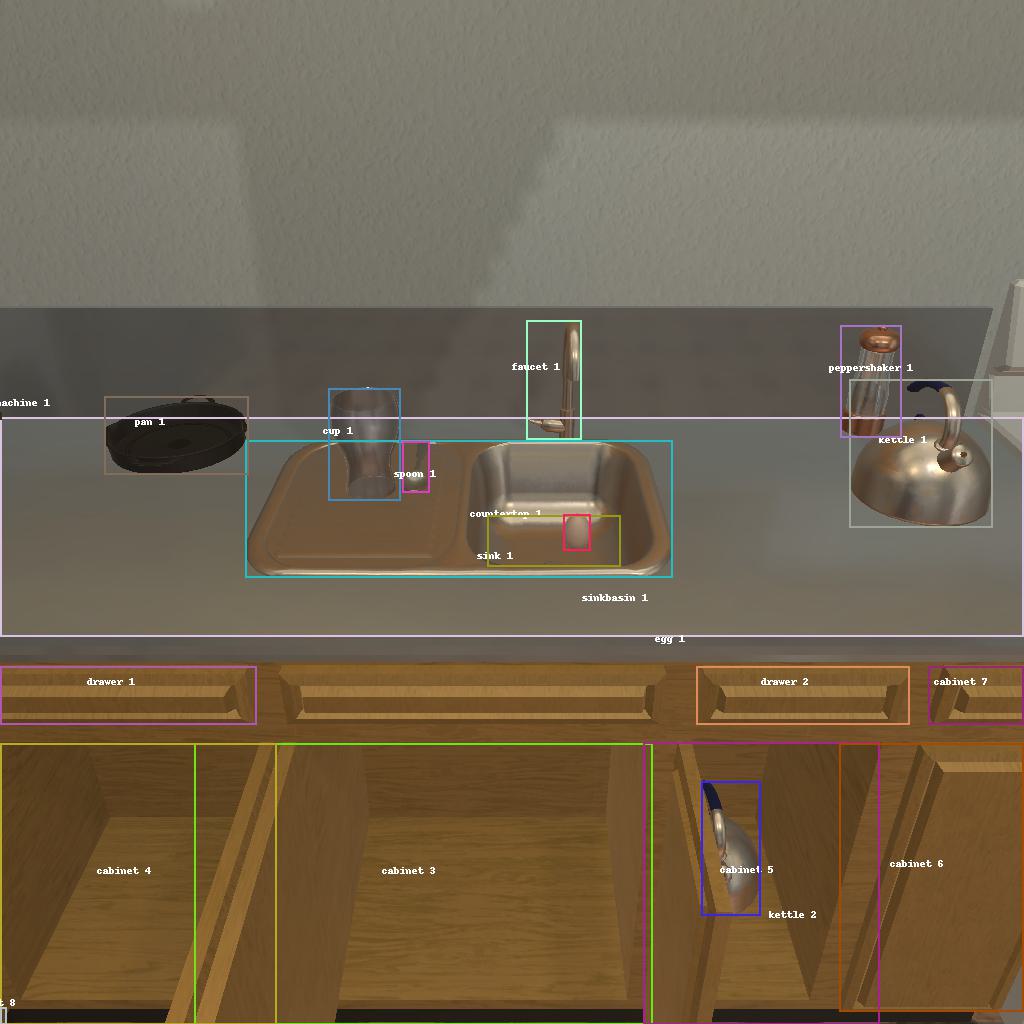 achine 1
pan 1
cup 1
faucet 1
peppershaker 1
kettle 1
spoon 1
countertop 1
sink 1
sinkbasin 1
egg 1
drawer 1
drawer 2
cabinet 7
cabinet 4
cabinet 3
cabinet 5
cabinet 6
kettle 2
t 8